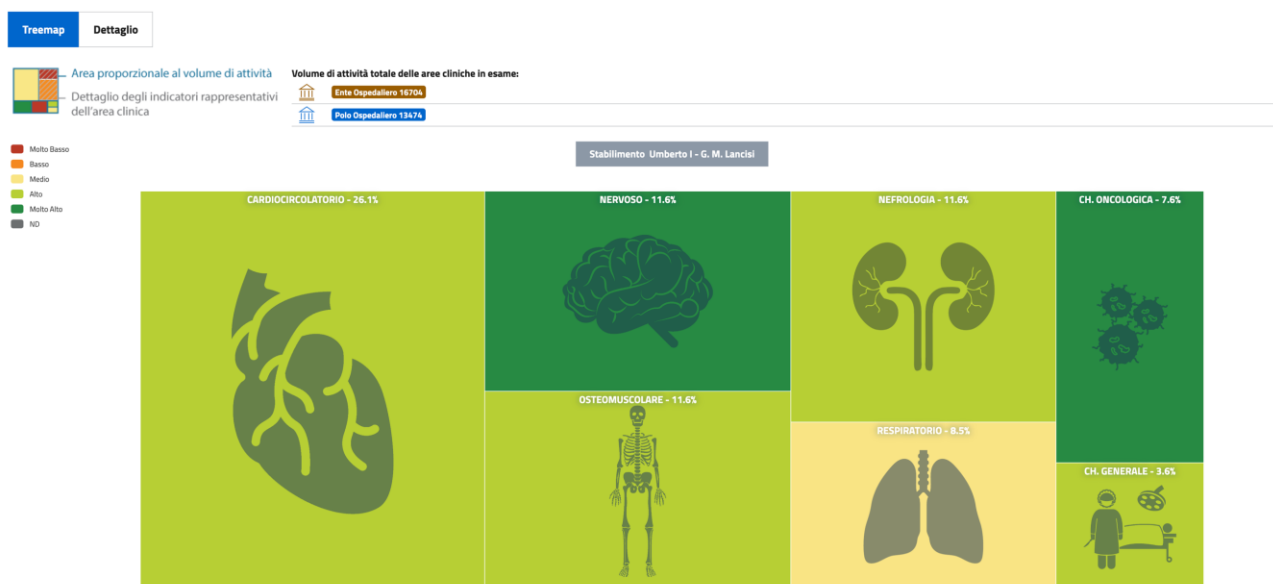 Treemap
Dettaglio
Area proporzionale al volume di attività
Dettaglio degli indicatori rappresentativi
dell'area clinica
Volume di attività totale delle aree cliniche in esame:
Ente Ospedaliero 16704
Polo Ospedaliero 13474
Stabilimento Umberto I - G. M. Lancisi
Molto Basso
Basso
Medio
Alto
Molto Alto
ND
CARDIOCIRCOLATORIO - 26.1%
NERVOSO - 11.6%
NEFROLOGIA - 11.6%
CH. ONCOLOGICA - 7.6%
OSTEOMUSCOLARE - 11.6%
RESPIRATORIO - 8.5%
CH. GENERALE - 3.6%